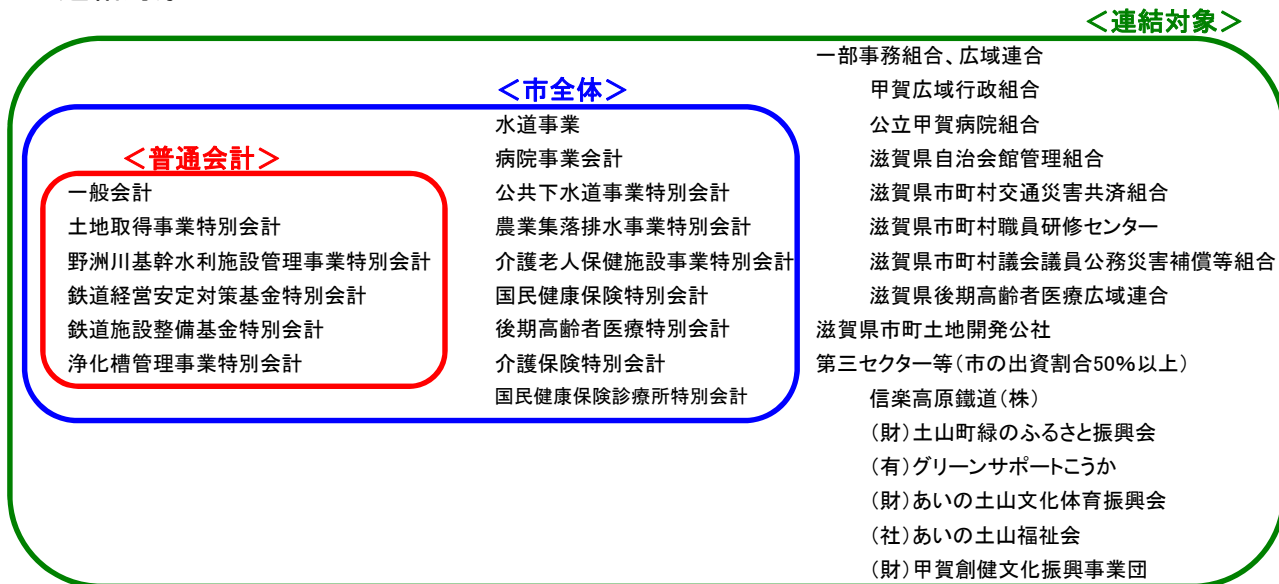 ＜連結対象＞
＜市全体＞
＜普通会計＞
一般会計
土地取得事業特別会計
野洲川基幹水利施設管理事業特別会計
鉄道経営安定対策基金特別会計
鉄道施設整備基金特別会計
浄化槽管理事業特別会計
水道事業
病院事業会計
公共下水道事業特別会計
農業集落排水事業特別会計
介護老人保健施設事業特別会計
国民健康保険特別会計
後期高齢者医療特別会計
介護保険特別会計
国民健康保険診療所特別会計
一部事務組合、広域連合
甲賀広域行政組合
公立甲賀病院組合
滋賀県自治会館管理組合
滋賀県市町村交通災害共済組合
滋賀県市町村職員研修センター
滋賀県市町村議会議員公務災害補償等組合
滋賀県後期高齢者医療広域連合
滋賀県市町土地開発公社
第三セクター等（市の出資割合50％以上）
信楽高原鐵道（株）
（財）土山町緑のふるさと振興会
（有）グリーンサポートこうか
（財）あいの土山文化体育振興会
（社）あいの土山福祉会
（財）甲賀創健文化振興事業団